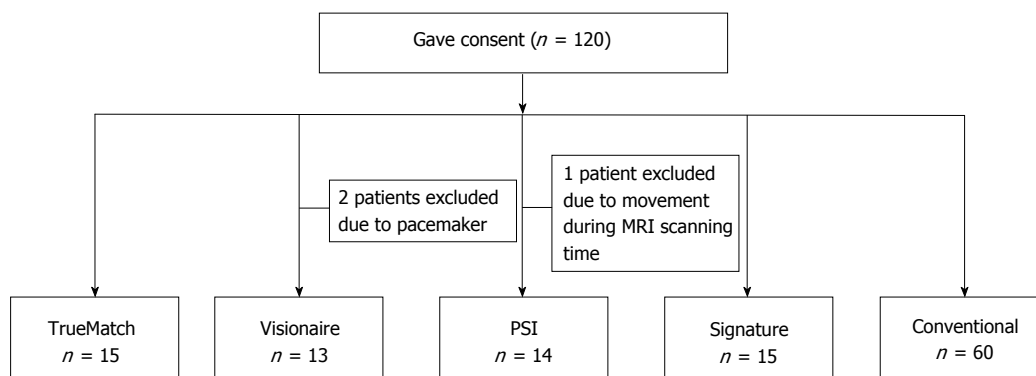 Gave consent (n = 120)
2 patients excluded
due to pacemaker
1 patient excluded
due to movement
during MRI scanning
time
TrueMatch
n = 15
Visionaire
n = 13
PSI
n = 14
Signature
n = 15
Conventional
n = 60